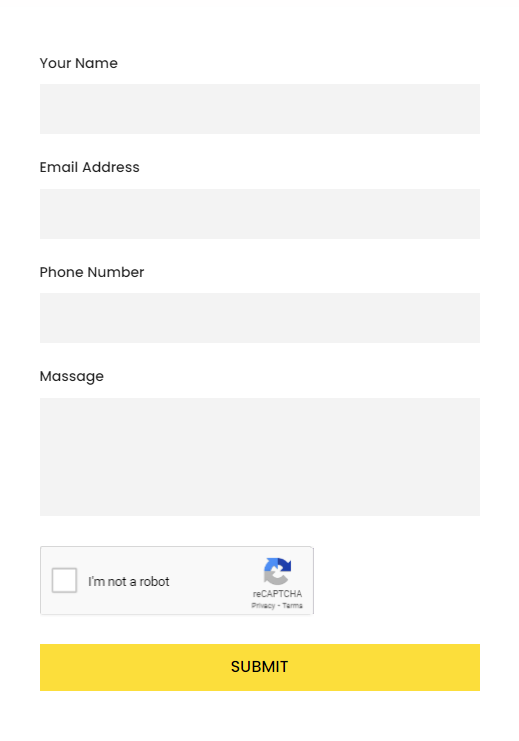 Your Name
Email Address
Phone Number
Massage
I'm not a robot
reCAPTCHA
Privacy - Terms
SUBMIT